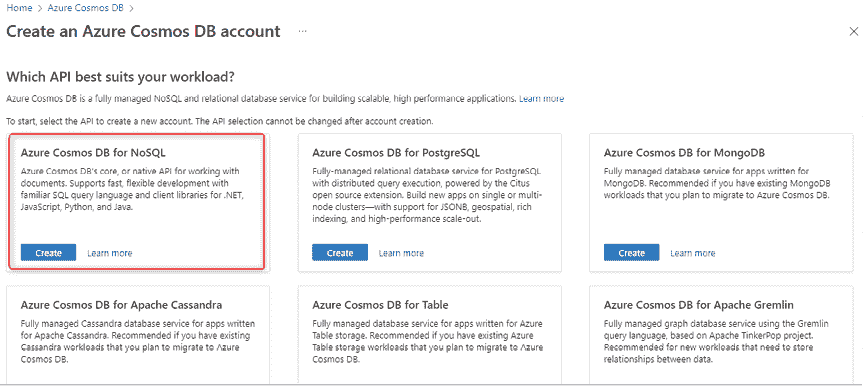 Home > Azure Cosmos DB >
Create an Azure Cosmos DB account ...
Which API best suits your workload?
Azure Cosmos DB is a fully managed NoSQL and relational database service for building scalable, high performance applications. Learn more
To start, select the API to create a new account. The API selection cannot be changed after account creation.
Azure Cosmos DB for NoSQL
Azure Cosmos DB's core, or native API for working with
documents. Supports fast, flexible development with
familiar SQL query language and client libraries for .NET,
JavaScript, Python, and Java.
Create Learn more
Azure Cosmos DB for PostgreSQL
Fully-managed relational database service for PostgreSQL
with distributed query execution, powered by the Citus
open source extension. Build new apps on single or multi-
node clusters—with support for JSONB, geospatial, rich
indexing, and high-performance scale-out.
Create Learn more
Azure Cosmos DB for MongoDB
Fully managed database service for apps written for
MongoDB. Recommended if you have existing MongoDB
workloads that you plan to migrate to Azure Cosmos DB.
Create Learn more
Azure Cosmos DB for Apache Cassandra
Fully managed Cassandra database service for apps written
for Apache Cassandra. Recommended if you have existing
Cassandra workloads that you plan to migrate to Azure
Cosmos DB.
Azure Cosmos DB for Table
Fully managed database service for apps written for Azure
Table storage. Recommended if you have existing Azure
Table storage workloads that you plan to migrate to Azure
Cosmos DB.
Azure Cosmos DB for Apache Gremlin
Fully managed graph database service using the Gremlin
query language, based on Apache TinkerPop project.
Recommended for new workloads that need to store
relationships between data.